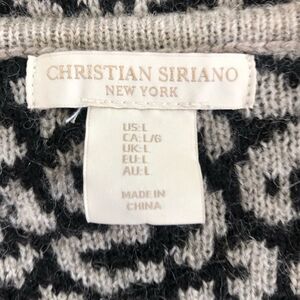 CHRISTIAN SIRIANO
NEW YORK
US:L
CA:L/G
UK:L
EU:L
AU:L
MADE IN
CHINA